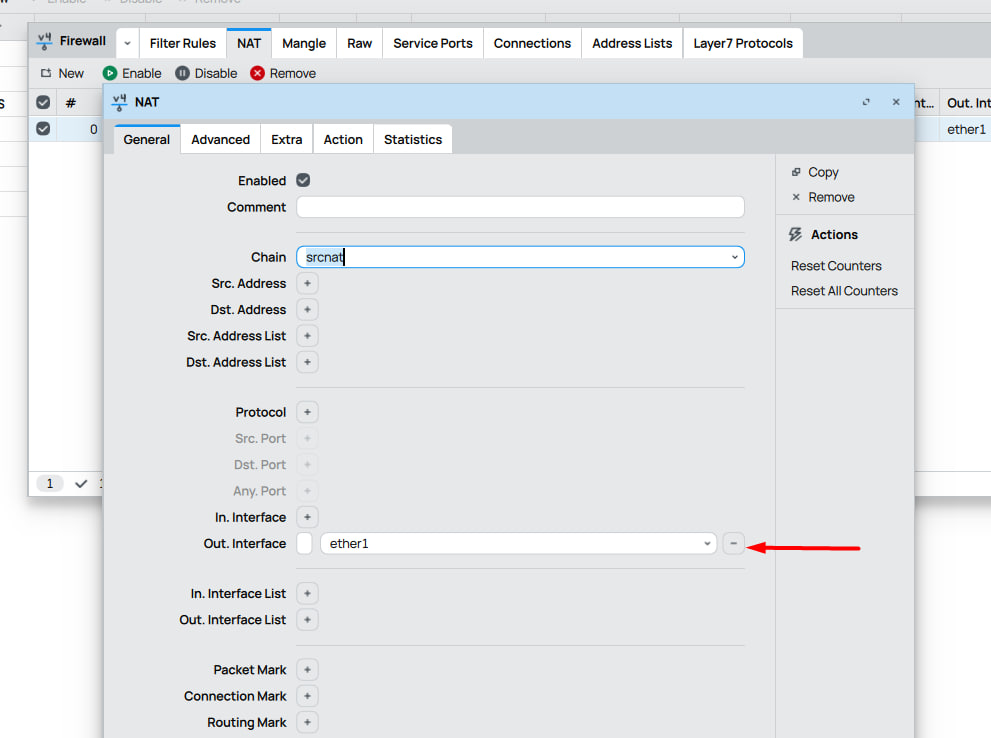 Enable Disable Remove
Firewall Filter Rules NAT Mangle Raw Service Ports Connections Address Lists Layer7 Protocols
New Enable Disable Remove
S # Out. Int
NAT
0 ether1
General Advanced Extra Action Statistics
Enabled
Comment
Chain srcnat
Src. Address
Dst. Address
Src. Address List
Dst. Address List
Protocol
Src. Port
Dst. Port
Any. Port
In. Interface
Out. Interface ether1
In. Interface List
Out. Interface List
Packet Mark
Connection Mark
Routing Mark
Copy
Remove
Actions
Reset Counters
Reset All Counters
1